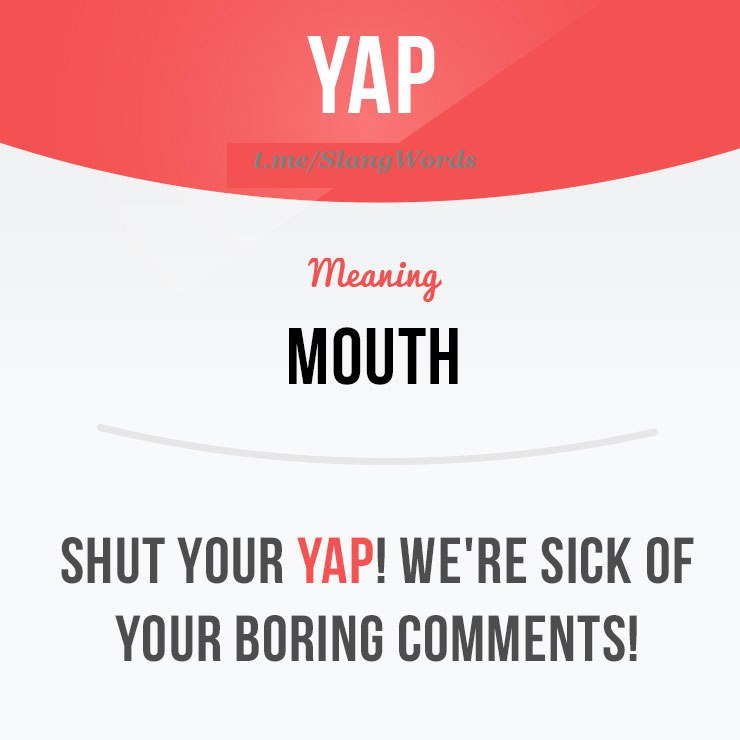 YAP
t.me/SlangWords
Meaning
MOUTH
SHUT YOUR YAP! WE'RE SICK OF
YOUR BORING COMMENTS!